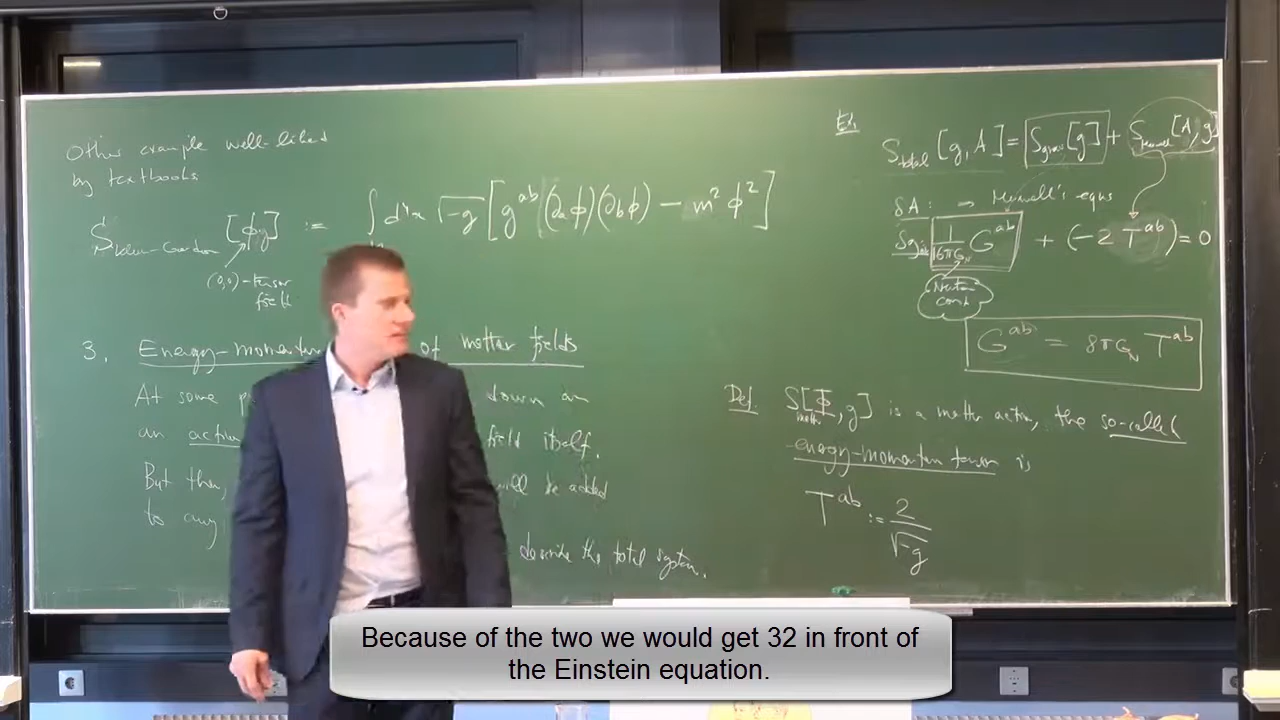 Other example well-liked
by textbooks
S Klein-Gordon [ϕ, g] := ∫ d⁴x √-g [ g^{ab} (∂_a ϕ)(∂_b ϕ) − m² ϕ² ]
(0,0)-tensor
field
3. Energy-momentum of matter fields
At some p down an
an action field itself.
But then, will be added
to any describe the total system.
Ex.
S_total [g, A] = S_grav [g] + S_Maxwell [A, g]
δA : ⇒ Maxwell's eqns
δg 1/16πG_N G^{ab} + (−2 T^{ab}) = 0
Newton
const
G^{ab} = 8πG_N T^{ab}
Def S_matter [Φ, g] is a matter action, the so-called
energy-momentum tensor is
T^{ab} := 2/√-g
Because of the two we would get 32 in front of
the Einstein equation.